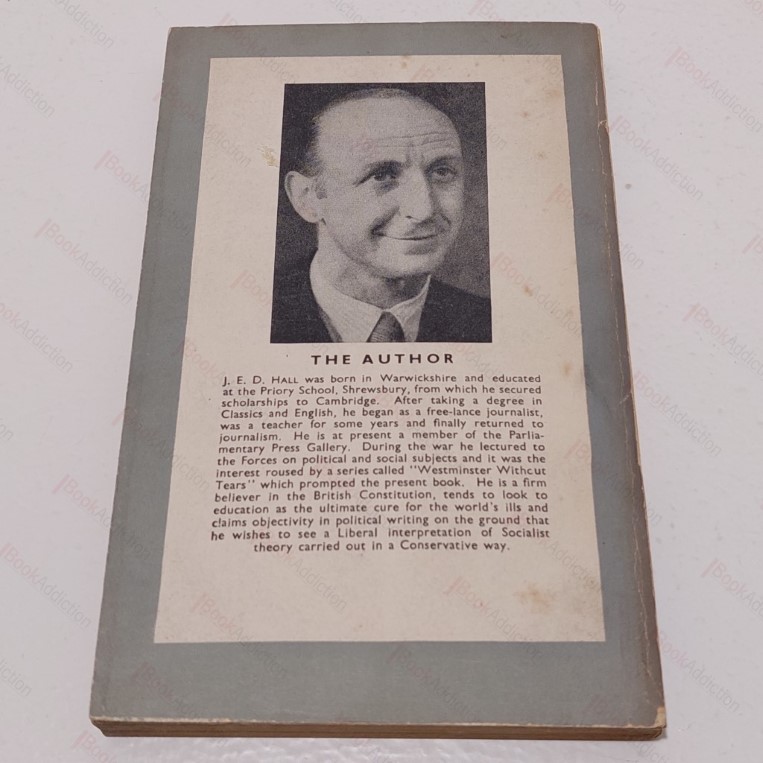 THE AUTHOR
J. E. D. HALL was born in Warwickshire and educated
at the Priory School, Shrewsbury, from which he secured
scholarships to Cambridge. After taking a degree in
Classics and English, he began as a free-lance journalist,
was a teacher for some years and finally returned to
journalism. He is at present a member of the Parlia-
mentary Press Gallery. During the war he lectured to
the Forces on political and social subjects and it was the
interest roused by a series called "Westminster Without
Tears" which prompted the present book. He is a firm
believer in the British Constitution, tends to look to
education as the ultimate cure for the world's ills and
claims objectivity in political writing on the ground that
he wishes to see a Liberal interpretation of Socialist
theory carried out in a Conservative way.
BookAddiction